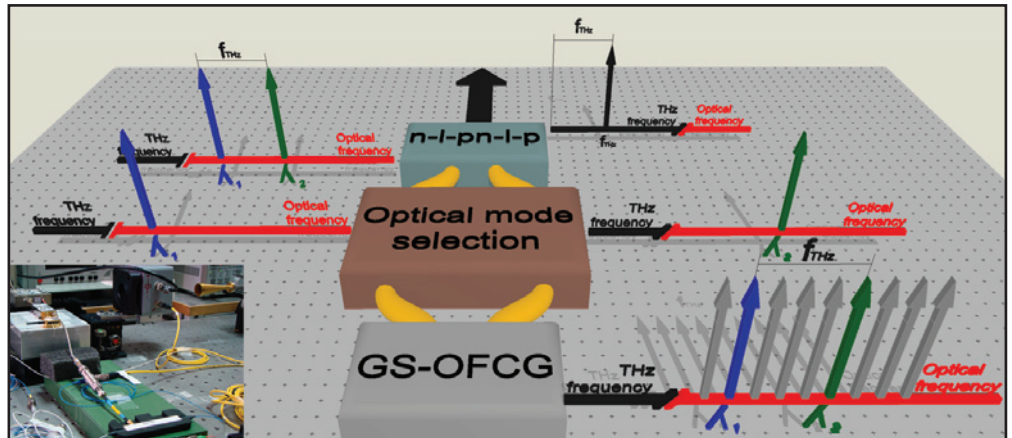 fTHz
fTHz
n-I-pn-I-p
THz
frequency
Optical
frequency
λ1
λ2
THz
frequency
Optical
frequency
fTHz
Optical mode
selection
THz
frequency
Optical
frequency
λ1
THz
frequency
Optical
frequency
λ2
fTHz
GS-OFCG
THz
frequency
Optical
frequency
λ1
λ2